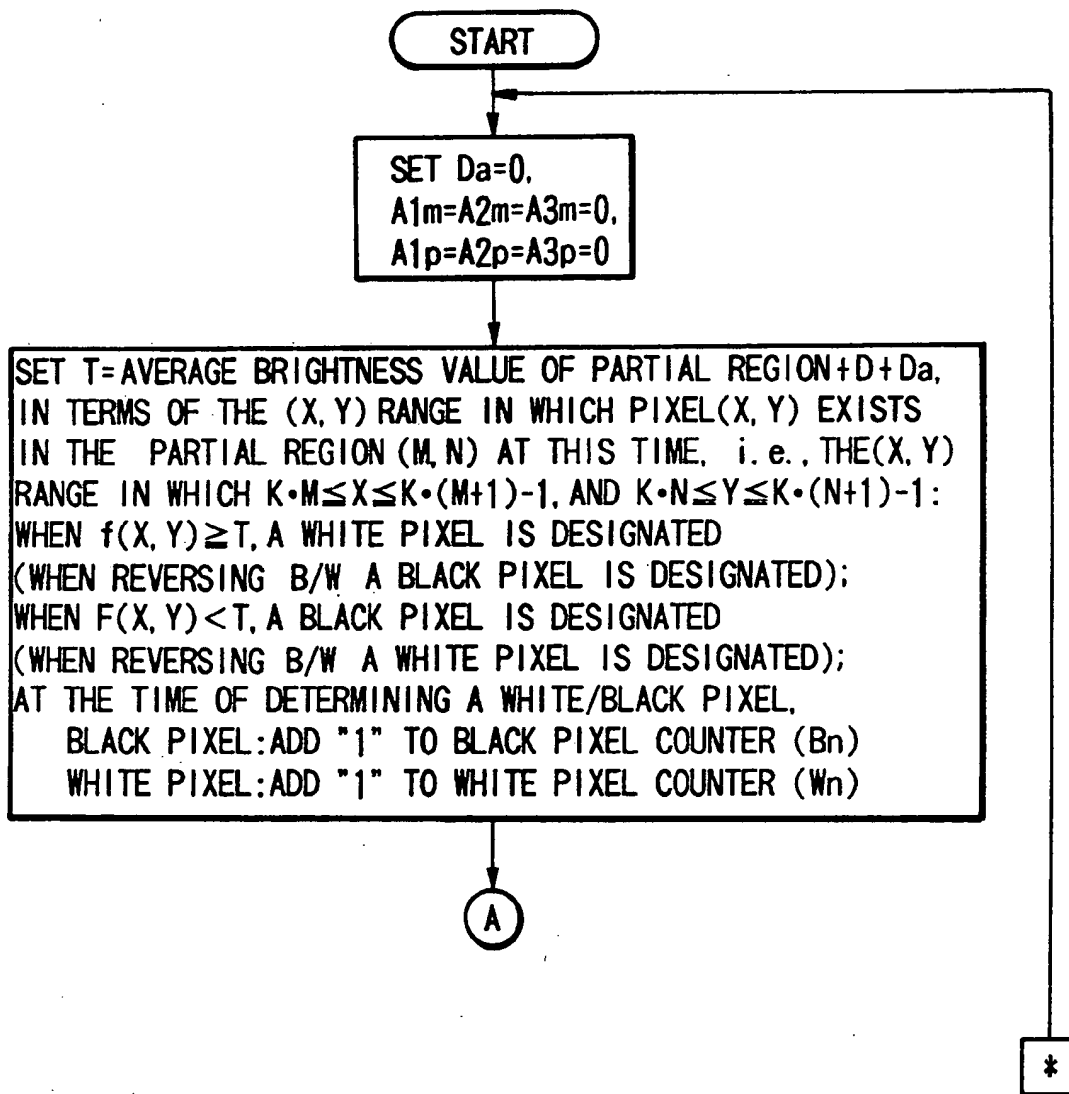 START
SET Da=0,
A1m=A2m=A3m=0,
A1p=A2p=A3p=0
SET T=AVERAGE BRIGHTNESS VALUE OF PARTIAL REGION+D+Da,
IN TERMS OF THE (X, Y) RANGE IN WHICH PIXEL(X, Y) EXISTS
IN THE PARTIAL REGION (M, N) AT THIS TIME, i.e., THE(X, Y)
RANGE IN WHICH K·M≦X≦K·(M+1)-1, AND K·N≦Y≦K·(N+1)-1:
WHEN f(X, Y)≧T, A WHITE PIXEL IS DESIGNATED
(WHEN REVERSING B/W A BLACK PIXEL IS DESIGNATED);
WHEN F(X, Y)<T, A BLACK PIXEL IS DESIGNATED
(WHEN REVERSING B/W A WHITE PIXEL IS DESIGNATED);
AT THE TIME OF DETERMINING A WHITE/BLACK PIXEL,
BLACK PIXEL:ADD "1" TO BLACK PIXEL COUNTER (Bn)
WHITE PIXEL:ADD "1" TO WHITE PIXEL COUNTER (Wn)
A
*